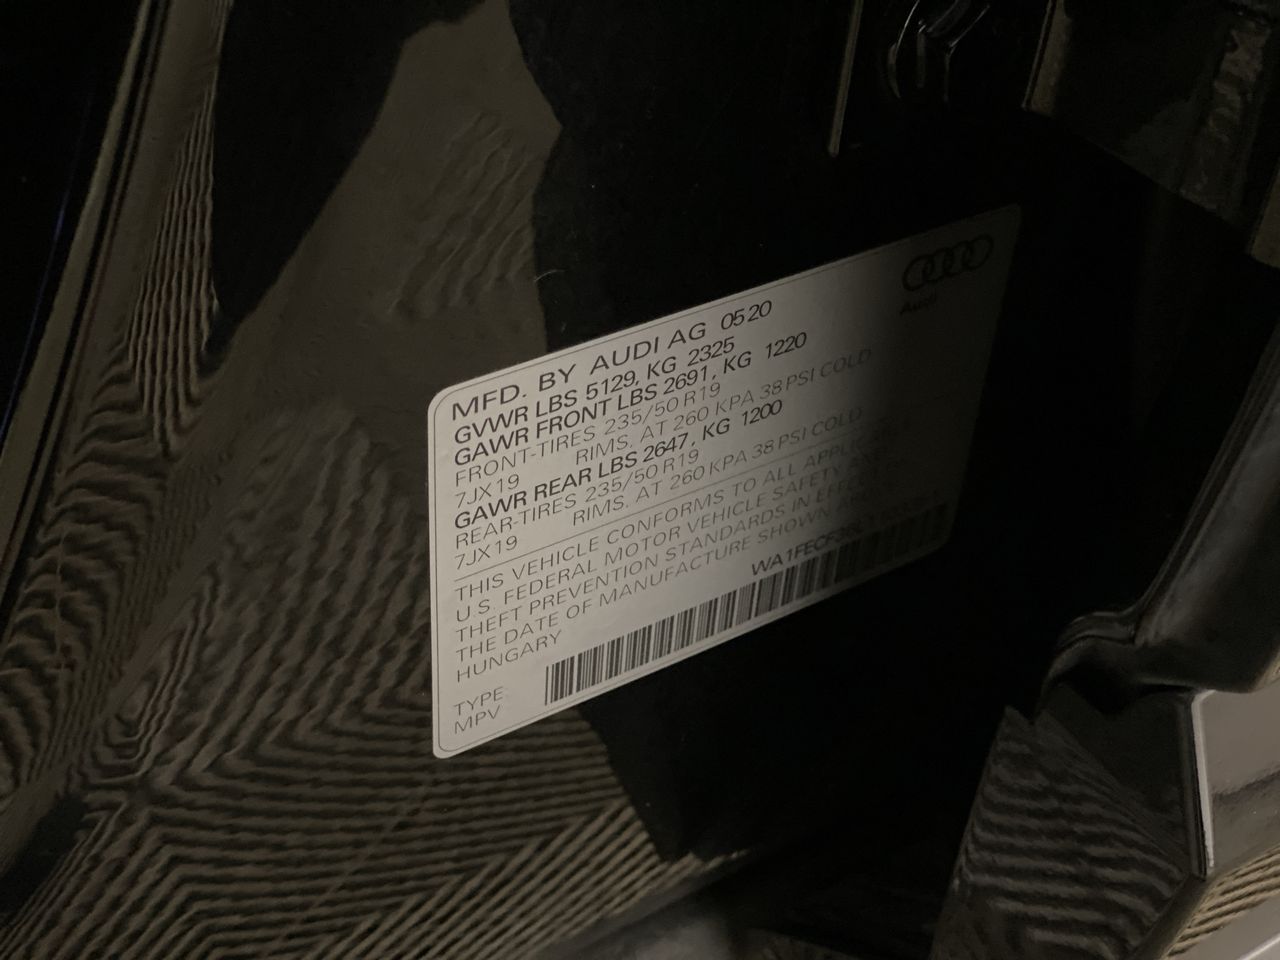 Audi
MFD. BY AUDI AG 05 20
GVWR LBS 5129, KG 2325
GAWR FRONT LBS 2691, KG 1220
FRONT-TIRES 235/50 R19
7JX19 RIMS, AT 260 KPA 38 PSI COLD
GAWR REAR LBS 2647, KG 1200
REAR-TIRES 235/50 R19
7JX19 RIMS, AT 260 KPA 38 PSI COLD
THIS VEHICLE CONFORMS TO ALL APPLICABLE
U.S. FEDERAL MOTOR VEHICLE SAFETY AND
THEFT PREVENTION STANDARDS IN EFFECT
THE DATE OF MANUFACTURE SHOWN
HUNGARY
TYPE
MPV